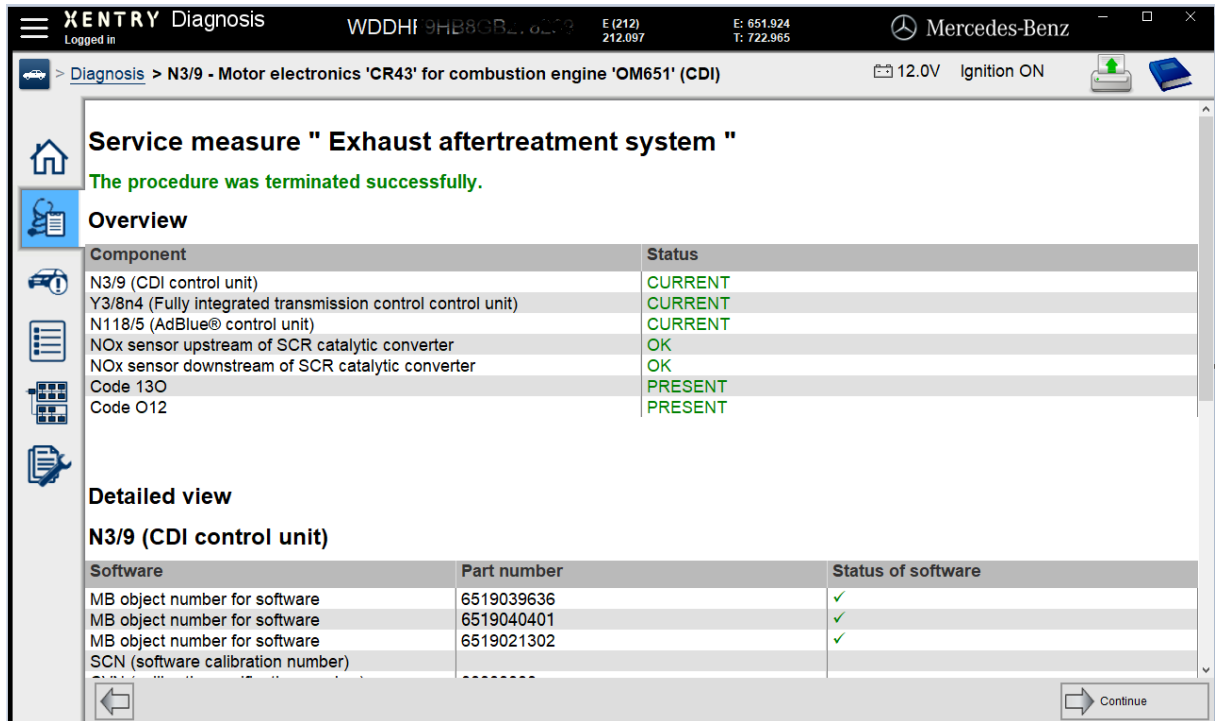 XENTRY Diagnosis
Logged in
E (212)
212.097
E: 651.924
T: 722.965
Mercedes-Benz
> Diagnosis > N3/9 - Motor electronics 'CR43' for combustion engine 'OM651' (CDI)
12.0V Ignition ON
Service measure " Exhaust aftertreatment system "
The procedure was terminated successfully.
Overview
Component Status
N3/9 (CDI control unit) CURRENT
Y3/8n4 (Fully integrated transmission control control unit) CURRENT
N118/5 (AdBlue® control unit) CURRENT
NOx sensor upstream of SCR catalytic converter OK
NOx sensor downstream of SCR catalytic converter OK
Code 13O PRESENT
Code O12 PRESENT
Detailed view
N3/9 (CDI control unit)
Software Part number Status of software
MB object number for software 6519039636 ✓
MB object number for software 6519040401 ✓
MB object number for software 6519021302 ✓
SCN (software calibration number)
Continue